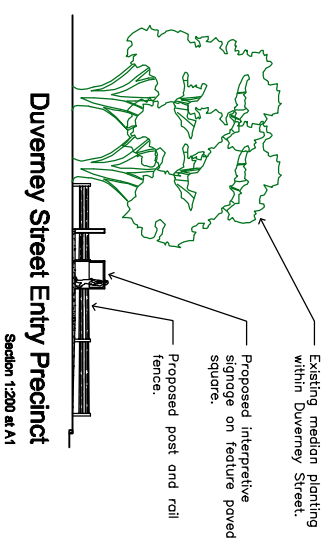 Existing median planting
within Duverney Street.
Proposed interpretive
signage on feature paved
square.
Proposed post and rail
fence.
Duverney Street Entry Precinct
Section 1:200 at A1